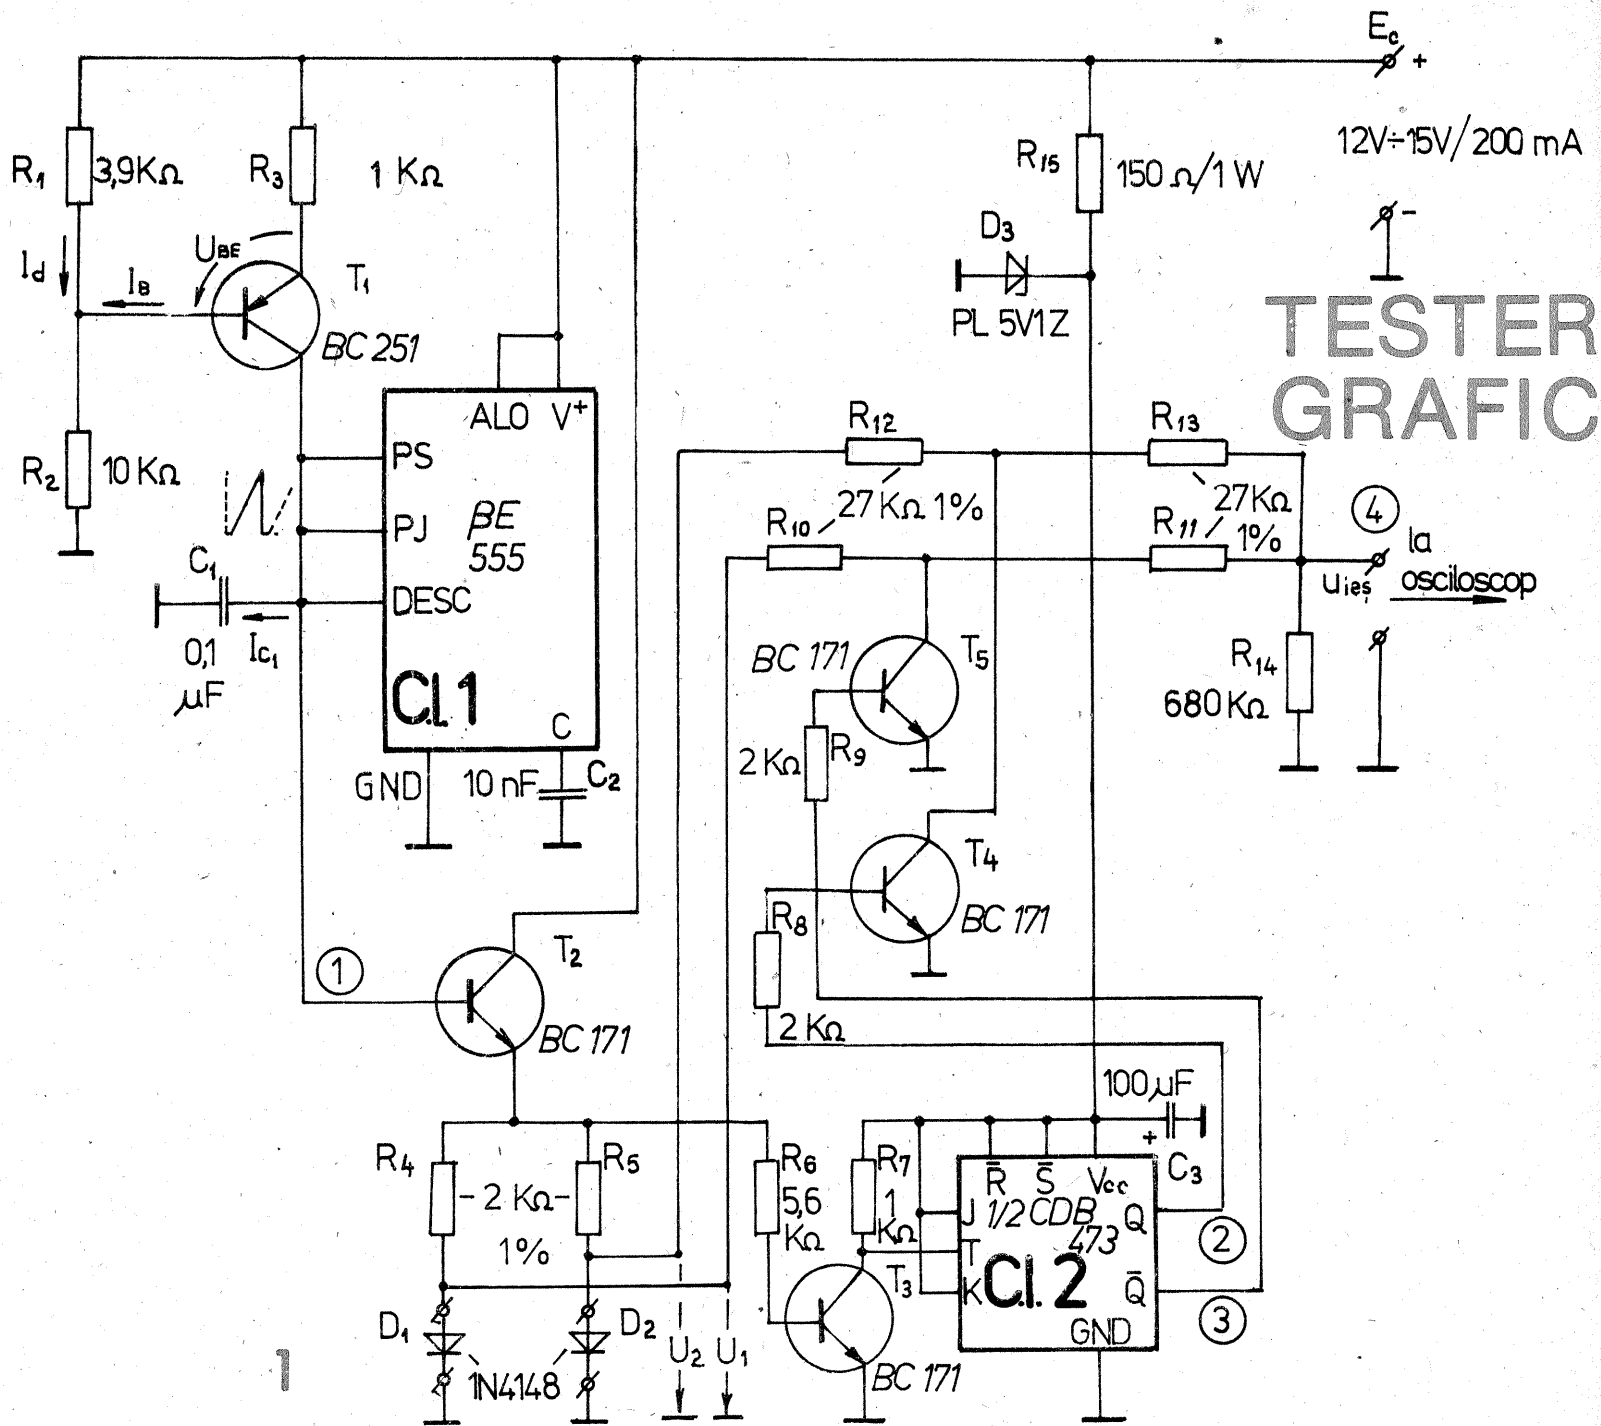 E_c
+
12V÷15V/200 mA
-
TESTER
GRAFIC
R1
3,9KΩ
R3
1 KΩ
R15
150 Ω/1 W
Id
IB
UBE
T1
BC 251
D3
PL 5V1Z
R2
10 KΩ
ALO V+
PS
PJ
DESC
βE
555
C.I.1
C
GND
C1
0,1
μF
IC1
10 nF
C2
R12
27 KΩ 1%
R10
R13
27KΩ
1%
R11
4
la
osciloscop
uies
R14
680 KΩ
BC 171
T5
2 KΩ
R9
T4
BC 171
R8
2 KΩ
1
T2
BC 171
100 μF
+
C3
R4
R5
- 2 KΩ -
1%
R6
5,6
KΩ
R7
1
KΩ
R̄ S̄ Vcc
J 1/2 CDB Q
473
T
C.I. 2
K
Q̄
GND
2
3
T3
BC 171
D1
D2
1N4148
U2 U1
1